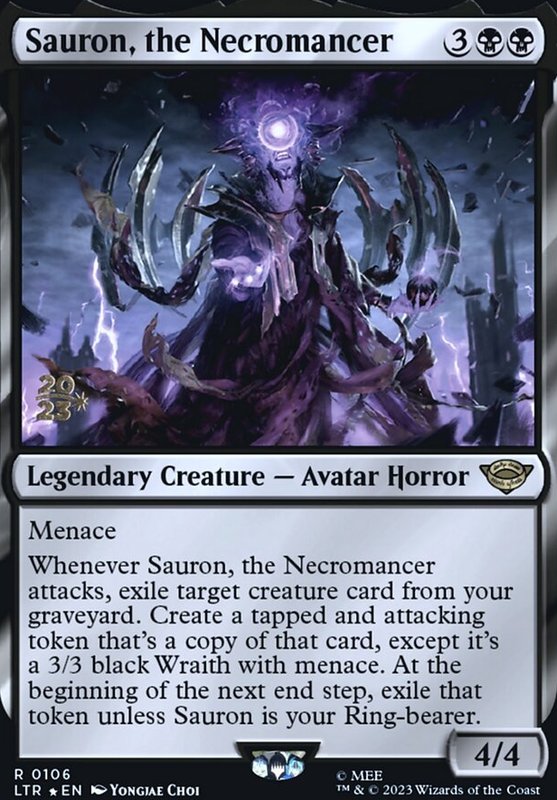 Sauron, the Necromancer 3
20
23
Legendary Creature — Avatar Horror
Menace
Whenever Sauron, the Necromancer
attacks, exile target creature card from your
graveyard. Create a tapped and attacking
token that's a copy of that card, except it's
a 3/3 black Wraith with menace. At the
beginning of the next end step, exile that
token unless Sauron is your Ring-bearer.
4/4
R 0106
LTR ★ EN Yongjae Choi
© MEE
™ & © 2023 Wizards of the Coast